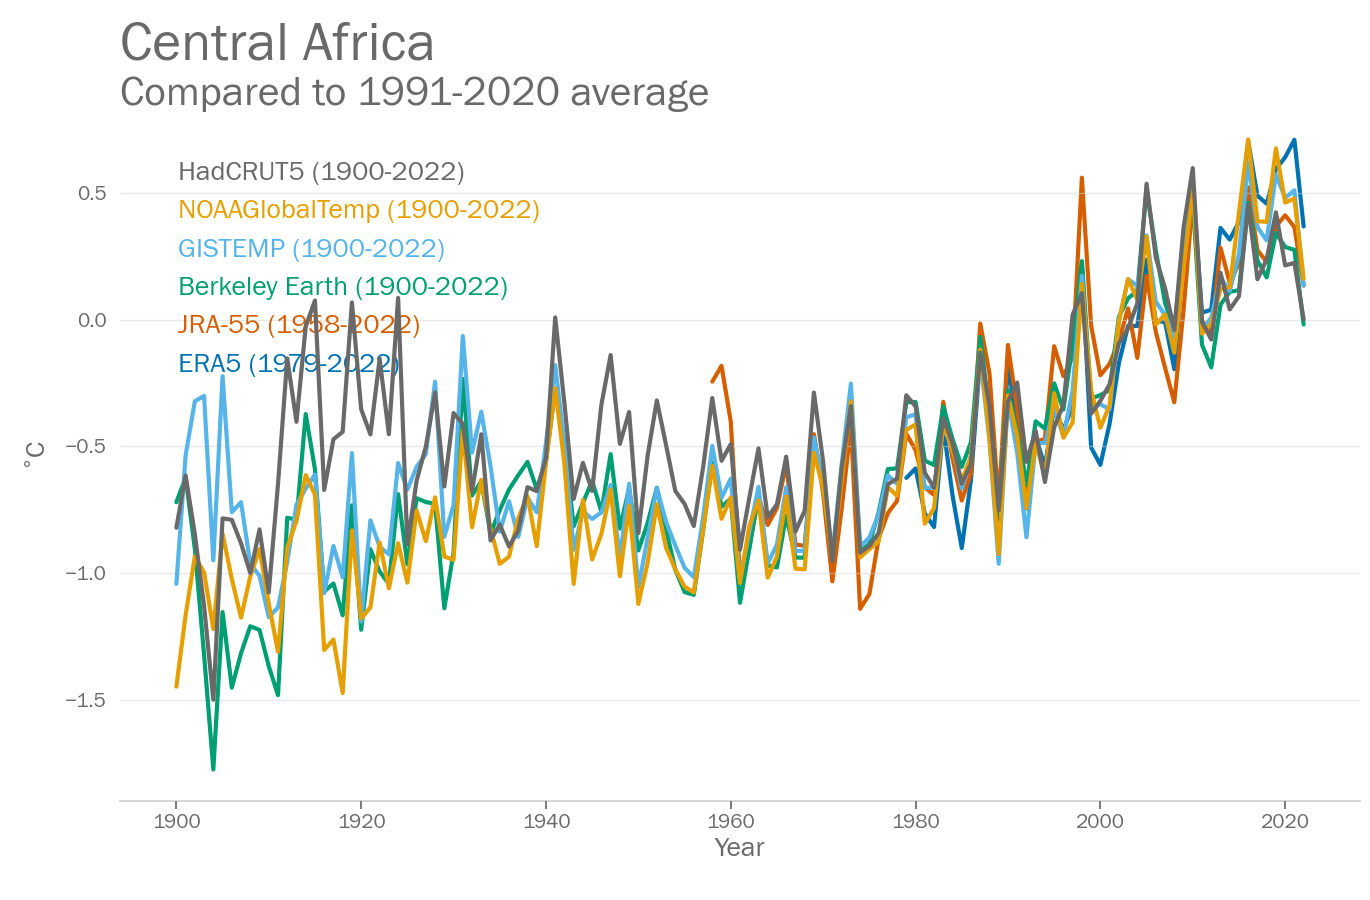 Central Africa
Compared to 1991-2020 average
HadCRUT5 (1900-2022)
NOAAGlobalTemp (1900-2022)
GISTEMP (1900-2022)
Berkeley Earth (1900-2022)
JRA-55 (1958-2022)
ERA5 (1979-2022)
0.5
0.0
−0.5
−1.0
−1.5
°C
1900 1920 1940 1960 1980 2000 2020
Year